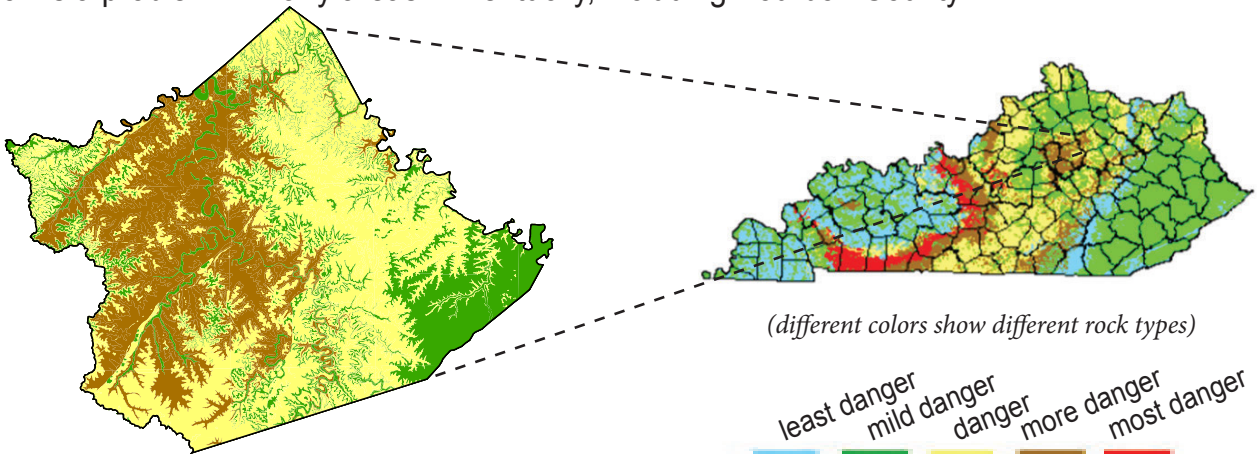 (different colors show different rock types)
least danger
mild danger
danger
more danger
most danger